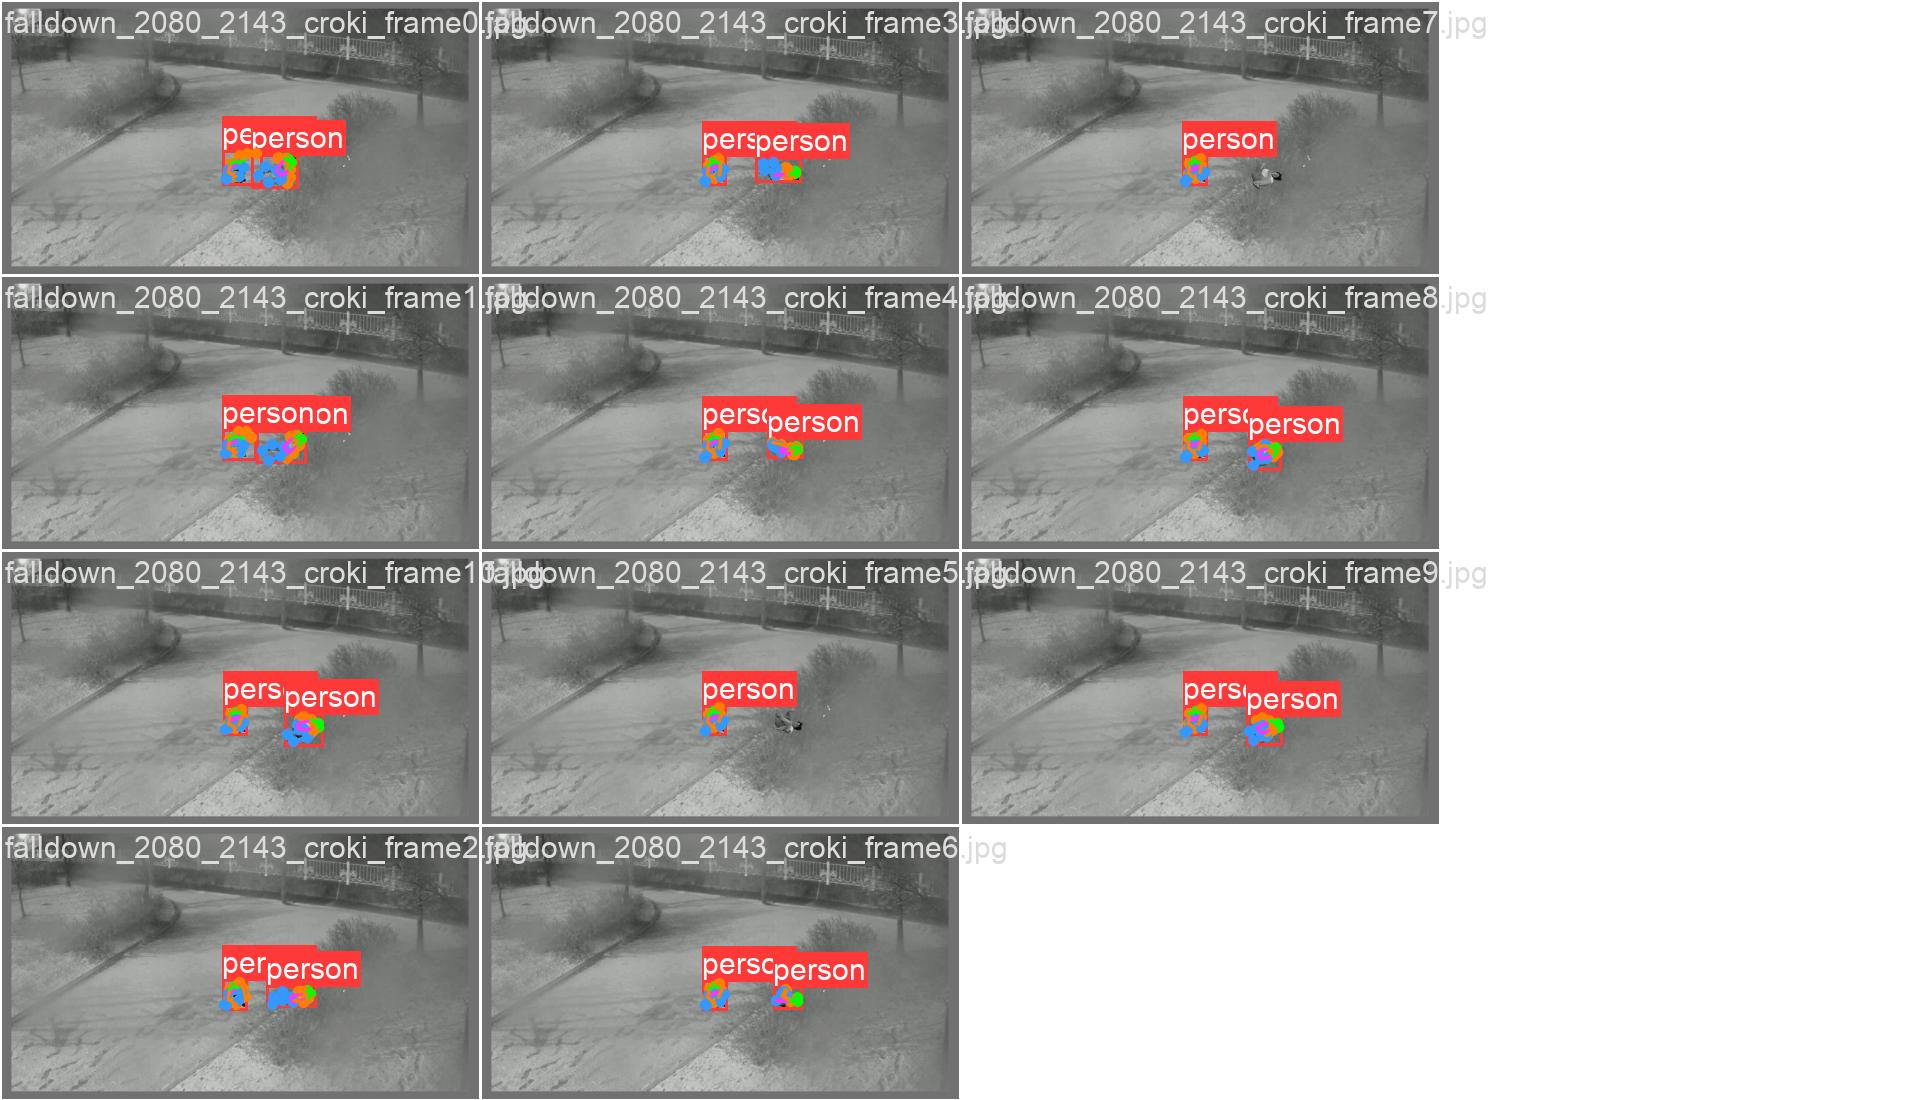 falldown_2080_2143_croki_frame0.jpg
falldown_2080_2143_croki_frame3.jpg
falldown_2080_2143_croki_frame7.jpg
person
person
person
falldown_2080_2143_croki_frame1.jpg
falldown_2080_2143_croki_frame4.jpg
falldown_2080_2143_croki_frame8.jpg
person
person
person
falldown_2080_2143_croki_frame10.jpg
falldown_2080_2143_croki_frame5.jpg
falldown_2080_2143_croki_frame9.jpg
person
person
person
falldown_2080_2143_croki_frame2.jpg
falldown_2080_2143_croki_frame6.jpg
person
person